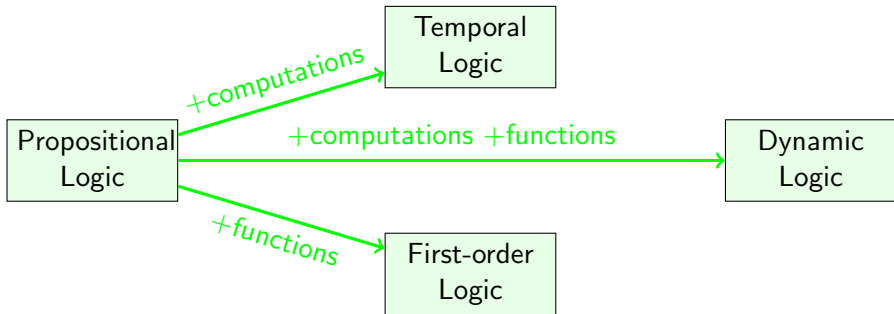 Temporal
Logic
+computations
Propositional
Logic
+computations +functions
Dynamic
Logic
+functions
First-order
Logic